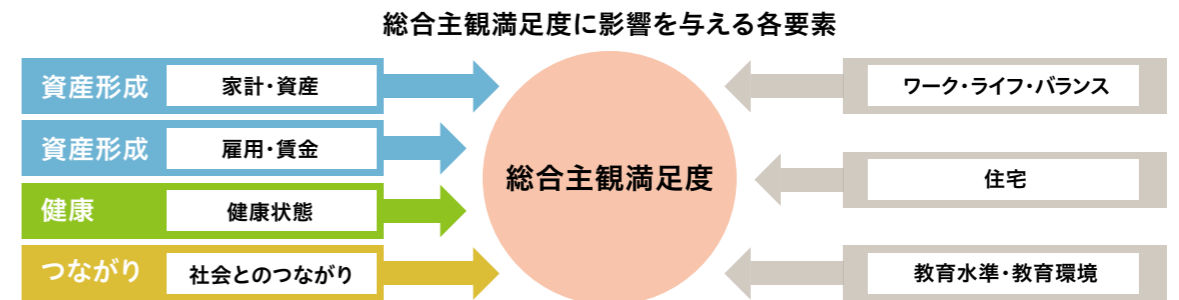 総合主観満足度に影響を与える各要素
資産形成 家計・資産
資産形成 雇用・賃金
健康 健康状態
つながり 社会とのつながり
総合主観満足度
ワーク・ライフ・バランス
住宅
教育水準・教育環境